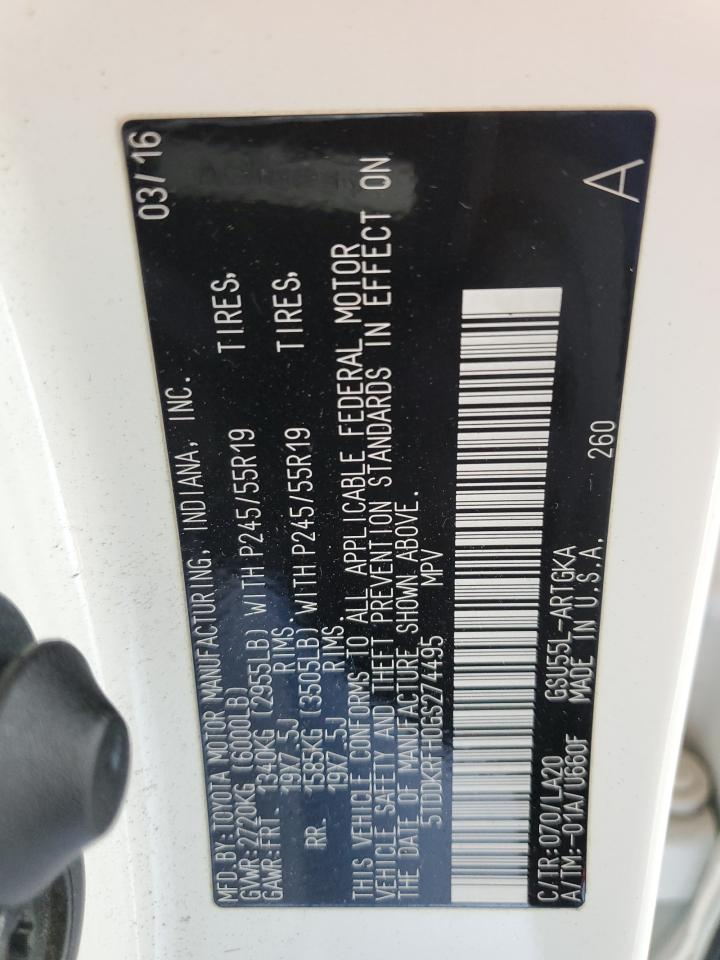 MFD. BY: TOYOTA MOTOR MANUFACTURING, INDIANA, INC. 03/16
GVWR: 2720KG (6000LB)
GAWR: FRT. 1340KG (2955LB) WITH P245/55R19 TIRES,
19X7.5J RIMS.
RR. 1585KG (3505LB) WITH P245/55R19 TIRES,
19X7.5J RIMS.
THIS VEHICLE CONFORMS TO ALL APPLICABLE FEDERAL MOTOR
VEHICLE SAFETY AND THEFT PREVENTION STANDARDS IN EFFECT ON
THE DATE OF MANUFACTURE SHOWN ABOVE.
5TDDKRFH0GS274495 MPV
C/TR: 070/LA20 GSU55L-ARTGKA 260
A/TM: -01A/U660F MADE IN U.S.A. A